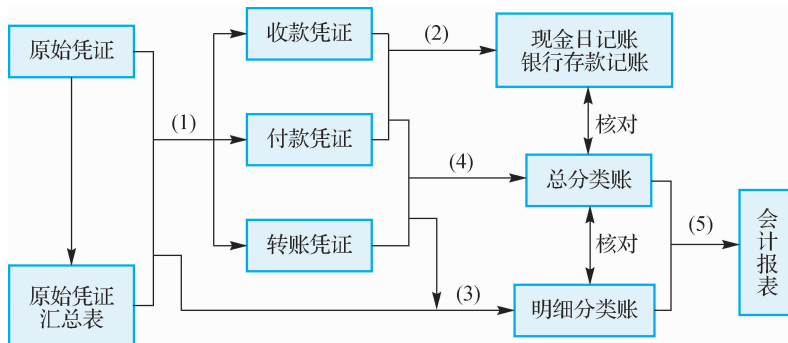 原始凭证
收款凭证
(2)
现金日记账
银行存款记账
(1)
付款凭证
核对
(4)
总分类账
转账凭证
核对
(5)
会计报表
原始凭证
汇总表
(3)
明细分类账